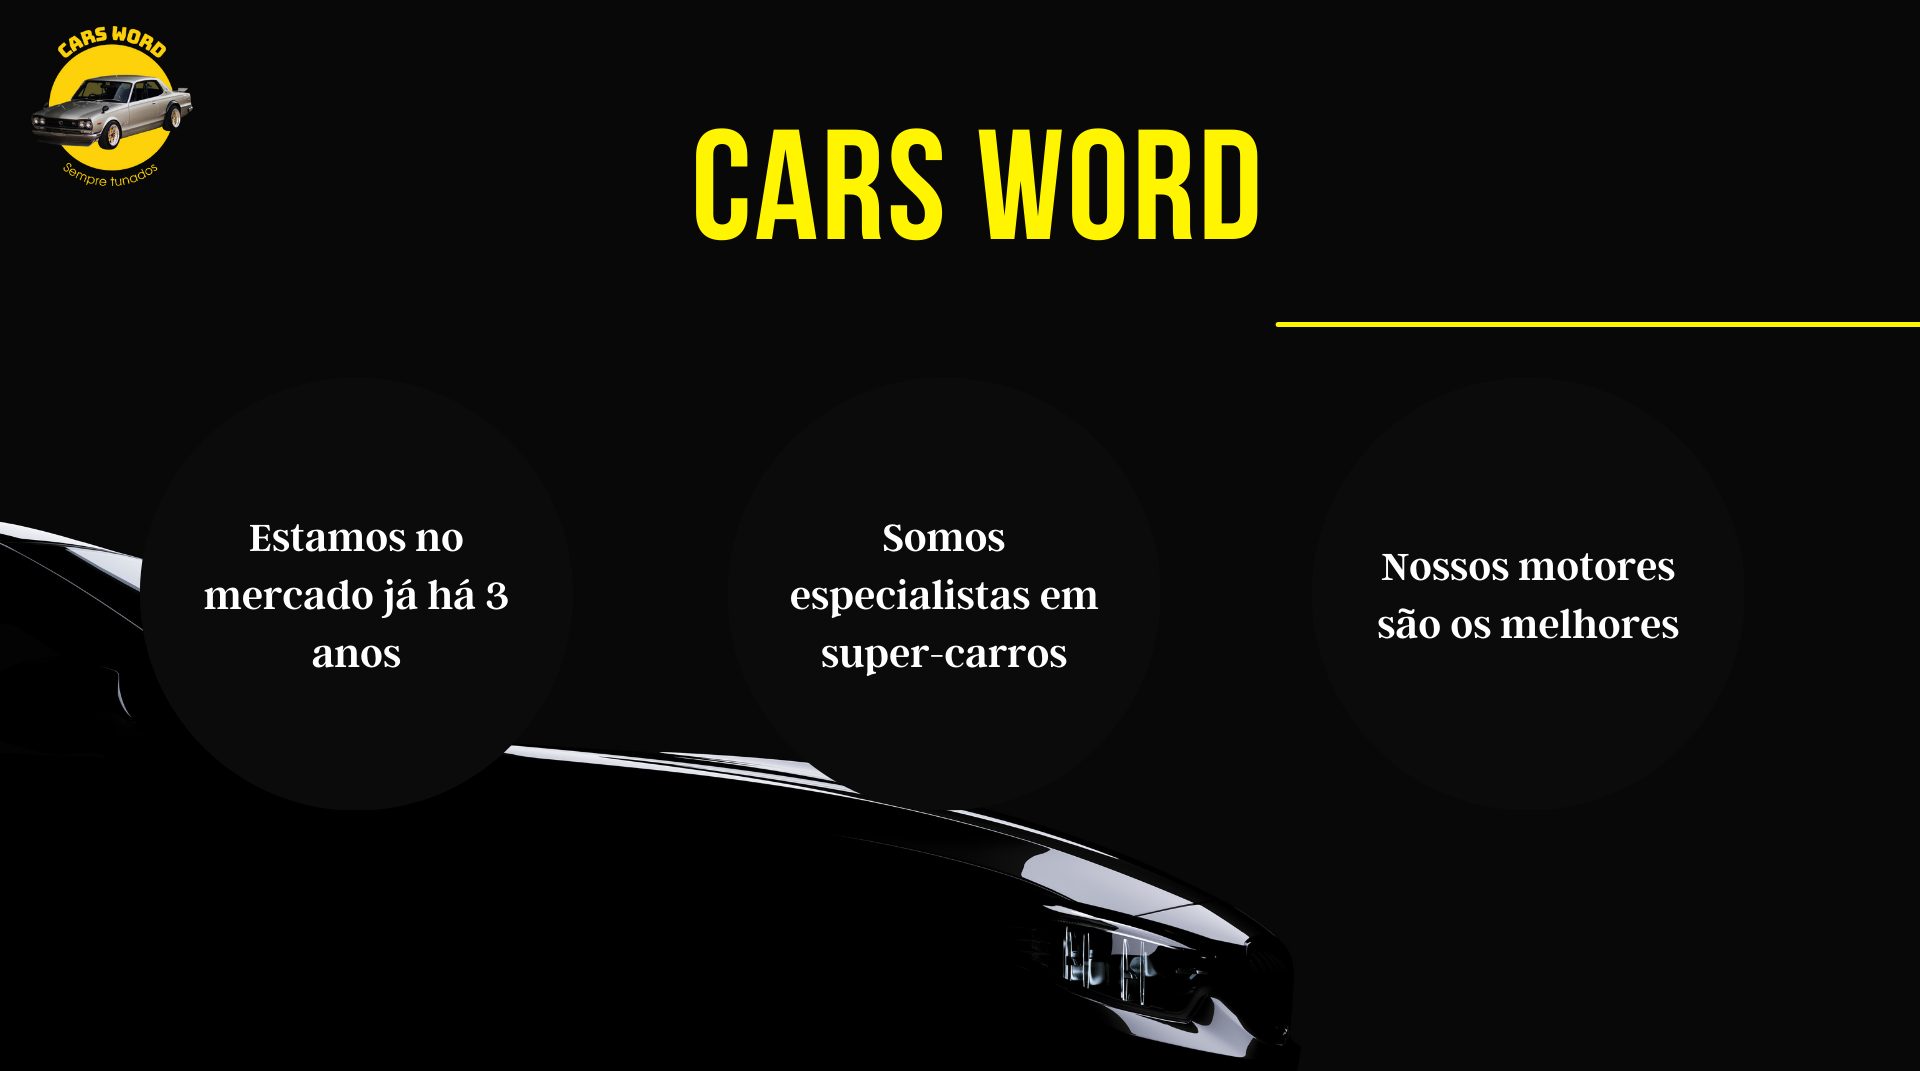 CARS WORD
Sempre tunados
CARS WORD
Estamos no
mercado já há 3
anos
Somos
especialistas em
super-carros
Nossos motores
são os melhores